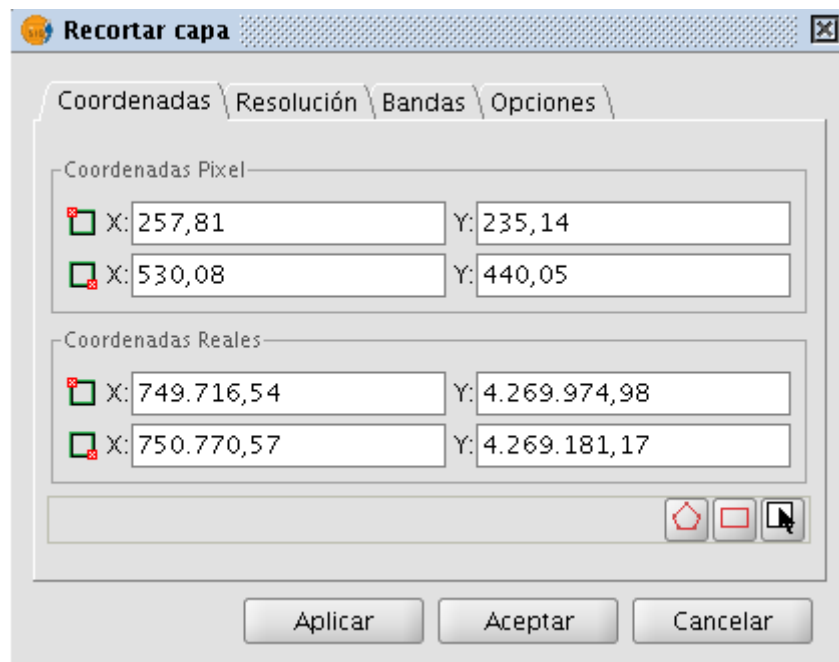 Recortar capa
Coordenadas Resolución Bandas Opciones
Coordenadas Pixel
X: 257,81 Y: 235,14
X: 530,08 Y: 440,05
Coordenadas Reales
X: 749.716,54 Y: 4.269.974,98
X: 750.770,57 Y: 4.269.181,17
Aplicar Aceptar Cancelar